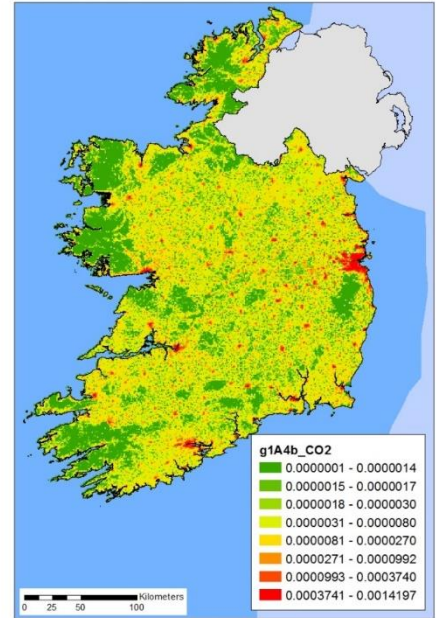 g1A4b_CO2
0.0000001 - 0.0000014
0.0000015 - 0.0000017
0.0000018 - 0.0000030
0.0000031 - 0.0000080
0.0000081 - 0.0000270
0.0000271 - 0.0000992
0.0000993 - 0.0003740
0.0003741 - 0.0014197
Kilometers
0 25 50 100